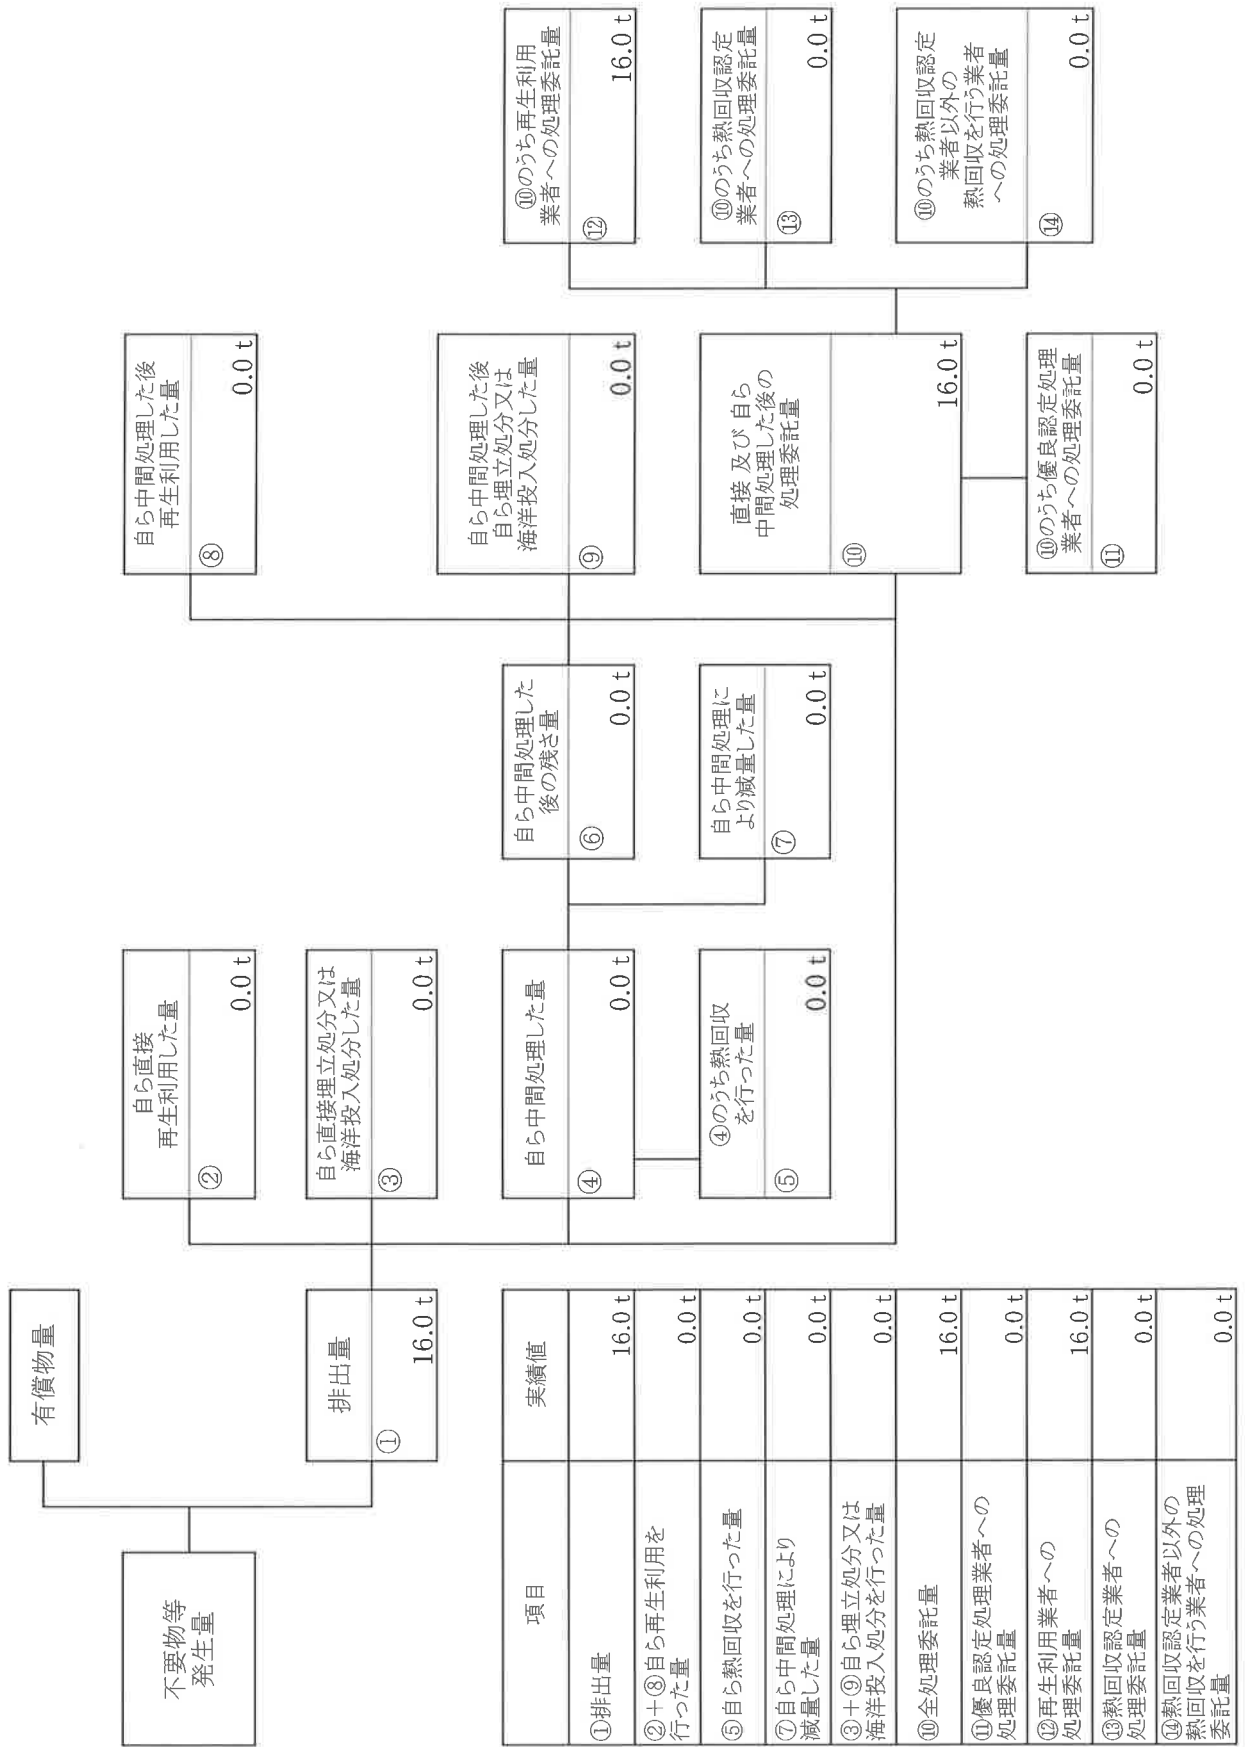 不要物等
発生量
有償物量
排出量
①
16.0 t
自ら直接
再生利用した量
②
0.0 t
自ら直接埋立処分又は
海洋投入処分した量
③
0.0 t
自ら中間処理した量
④
0.0 t
④のうち熱回収
を行った量
⑤
0.0 t
自ら中間処理した
後の残さ量
⑥
0.0 t
自ら中間処理に
より減量した量
⑦
0.0 t
自ら中間処理した後
再生利用した量
⑧
0.0 t
自ら中間処理した後
自ら埋立処分又は
海洋投入処分した量
⑨
0.0 t
直接 及び 自ら
中間処理した後の
処理委託量
⑩
16.0 t
⑩のうち優良認定処理
業者への処理委託量
⑪
0.0 t
⑩のうち再生利用
業者への処理委託量
⑫
16.0 t
⑩のうち熱回収認定
業者への処理委託量
⑬
0.0 t
⑩のうち熱回収認定
業者以外の
熱回収を行う業者
への処理委託量
⑭
0.0 t
項目
実績値
①排出量
16.0 t
②+⑧自ら再生利用を
行った量
0.0 t
⑤自ら熱回収を行った量
0.0 t
⑦自ら中間処理により
減量した量
0.0 t
③+⑨自ら埋立処分又は
海洋投入処分を行った量
0.0 t
⑩全処理委託量
16.0 t
⑪優良認定処理業者への
処理委託量
0.0 t
⑫再生利用業者への
処理委託量
16.0 t
⑬熱回収認定業者への
処理委託量
0.0 t
⑭熱回収認定業者以外の
熱回収を行う業者への処理
委託量
0.0 t